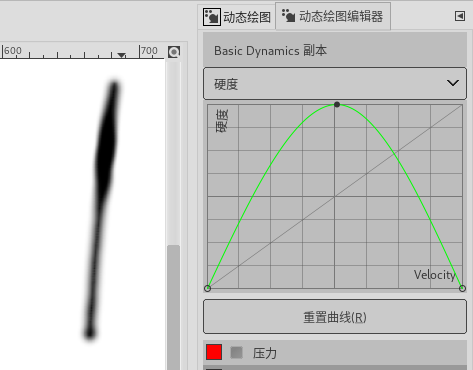 动态绘图 动态绘图编辑器
Basic Dynamics 副本
600 700
硬度
硬度
Velocity
重置曲线(R)
压力